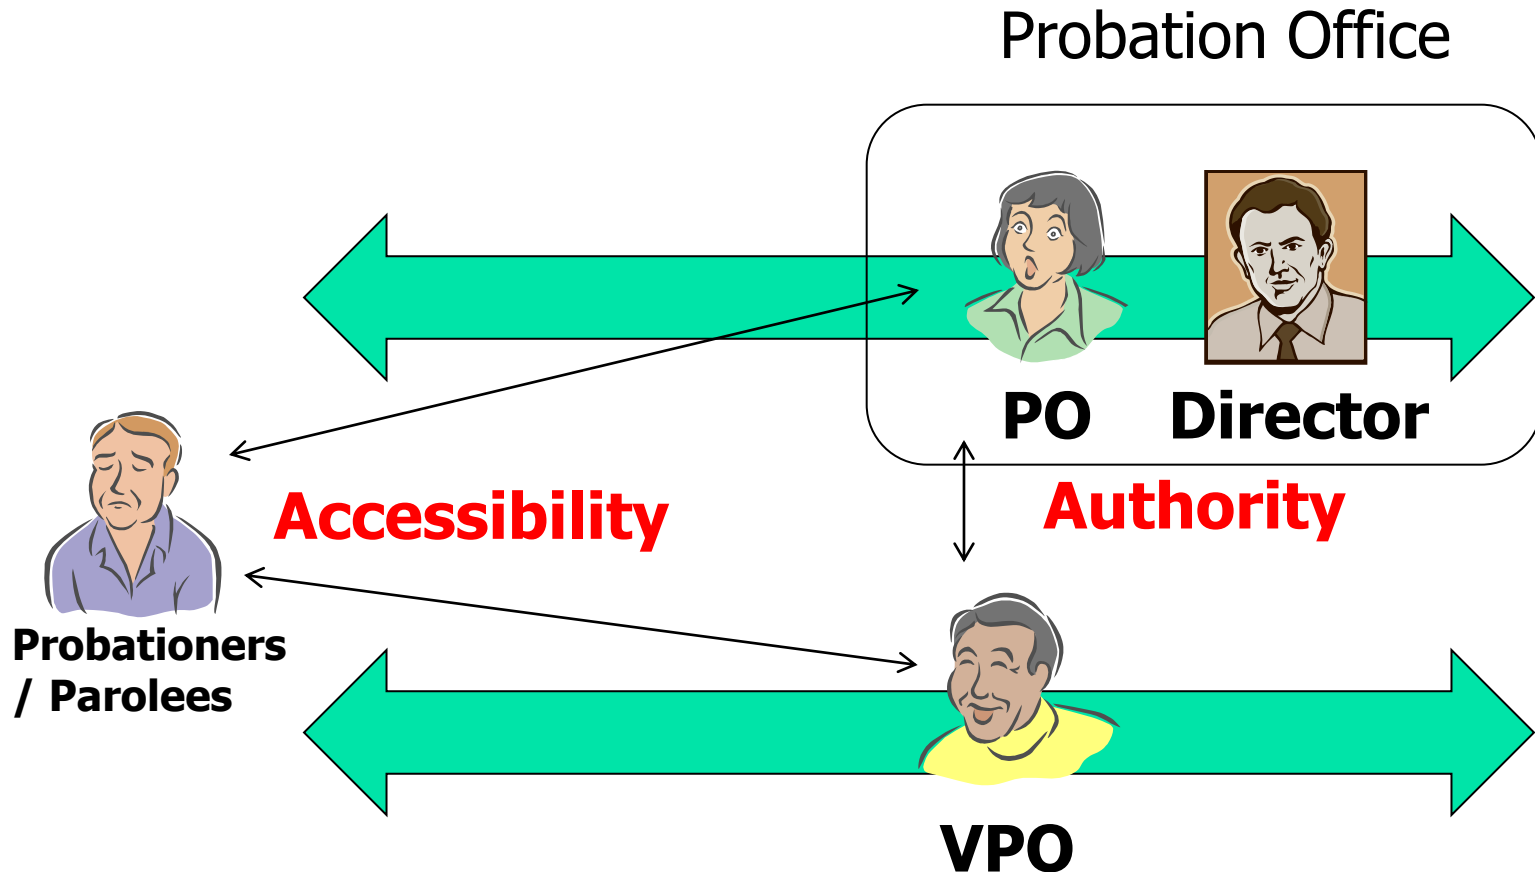 Probation Office
PO
Director
Authority
Accessibility
Probationers
/ Parolees
VPO